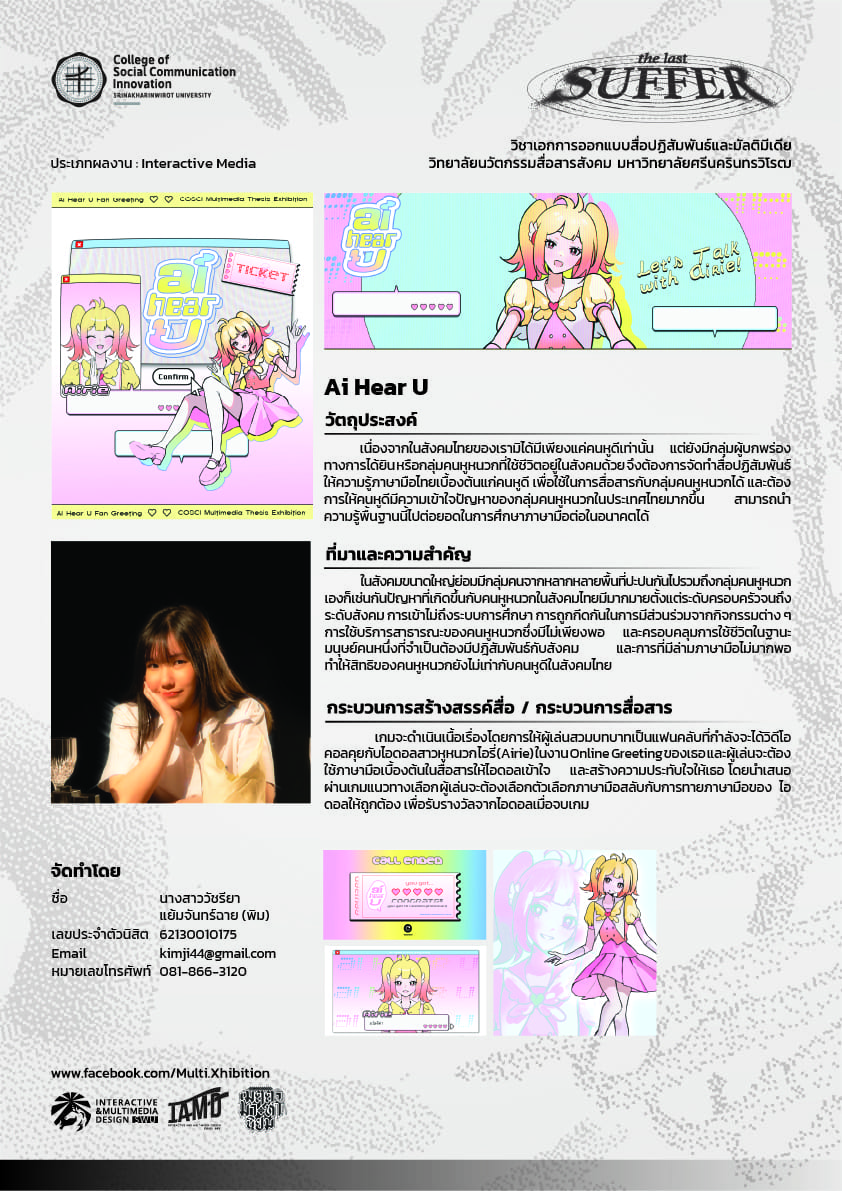 College of
Social Communication
Innovation
SRINAKHARINWIROT UNIVERSITY
the last
SUFFER
วิชาเอกการออกแบบสื่อปฏิสัมพันธ์และมัลติมีเดีย
ประเภทผลงาน : Interactive Media
วิทยาลัยนวัตกรรมสื่อสารสังคม มหาวิทยาลัยศรีนครินทรวิโรฒ
Ai Hear U Fan Greeting ♡ ♡ COSCI Multimedia Thesis Exhibition
ai
hear
U
TICKET
Airie
Confirm
Ai Hear U Fan Greeting ♡ ♡ COSCI Multimedia Thesis Exhibition
ai
hear
U
Let's Talk
with Airie!
Ai Hear U
วัตถุประสงค์
เนื่องจากในสังคมไทยของเรามิได้มีเพียงแค่คนหูดีเท่านั้น แต่ยังมีกลุ่มผู้บกพร่อง
ทางการได้ยิน หรือกลุ่มคนหูหนวกที่ใช้ชีวิตอยู่ในสังคมด้วย จึงต้องการจัดทำสื่อปฏิสัมพันธ์
ให้ความรู้ภาษามือไทยเบื้องต้นแก่คนหูดี เพื่อใช้ในการสื่อสารกับกลุ่มคนหูหนวกได้ และต้อง
การให้คนหูดีมีความเข้าใจปัญหาของกลุ่มคนหูหนวกในประเทศไทยมากขึ้น สามารถนำ
ความรู้พื้นฐานนี้ไปต่อยอดในการศึกษาภาษามือต่อในอนาคตได้
ที่มาและความสำคัญ
ในสังคมขนาดใหญ่ย่อมมีกลุ่มคนจากหลากหลายพื้นที่ปะปนกันไปรวมถึงกลุ่มคนหูหนวก
เองก็เช่นกันปัญหาที่เกิดขึ้นกับคนหูหนวกในสังคมไทยมีมากมายตั้งแต่ระดับครอบครัวจนถึง
ระดับสังคม การเข้าไม่ถึงระบบการศึกษา การถูกกีดกันในการมีส่วนร่วมจากกิจกรรมต่าง ๆ
การใช้บริการสาธารณะของคนหูหนวกซึ่งมีไม่เพียงพอ และครอบคลุมการใช้ชีวิตในฐานะ
มนุษย์คนหนึ่งที่จำเป็นต้องมีปฎิสัมพันธ์กับสังคม และการที่มีล่ามภาษามือไม่มากพอ
ทำให้สิทธิของคนหูหนวกยังไม่เท่ากับคนหูดีในสังคมไทย
กระบวนการสร้างสรรค์สื่อ / กระบวนการสื่อสาร
เกมจะดำเนินเนื้อเรื่องโดยการให้ผู้เล่นสวมบทบาทเป็นแฟนคลับที่กำลังจะได้วิดีโอ
คอลคุยกับไอดอลสาวหูหนวกไอรี่ (Airie) ในงาน Online Greeting ของเธอ และผู้เล่นจะต้อง
ใช้ภาษามือเบื้องต้นในสื่อสารให้ไอดอลเข้าใจ และสร้างความประทับใจให้เธอ โดยนำเสนอ
ผ่านเกมแนวทางเลือกผู้เล่นจะต้องเลือกตัวเลือกภาษามือสลับกับการทายภาษามือของ ไอ
ดอลให้ถูกต้อง เพื่อรับรางวัลจากไอดอลเมื่อจบเกม
จัดทำโดย
ชื่อ นางสาววัชรียา
แย้มจันทร์ฉาย (พิม)
เลขประจำตัวนิสิต 62130010175
Email kimji44@gmail.com
หมายเลขโทรศัพท์ 081-866-3120
CALL ENDED
you got...
CONGRATS!!
Airie
www.facebook.com/Multi.Xhibition
INTERACTIVE
&MULTIMEDIA
DESIGN SWU
IAMD